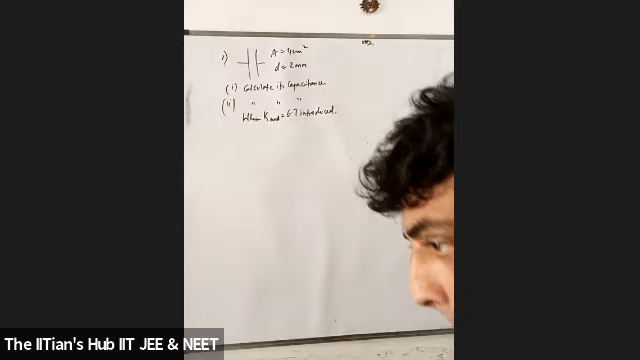 1) A = 4cm²
d = 2mm
(i) Calculate its Capacitance.
(ii) " " "
When K = 6.7 introduced.
The IITian's Hub IIT JEE & NEET